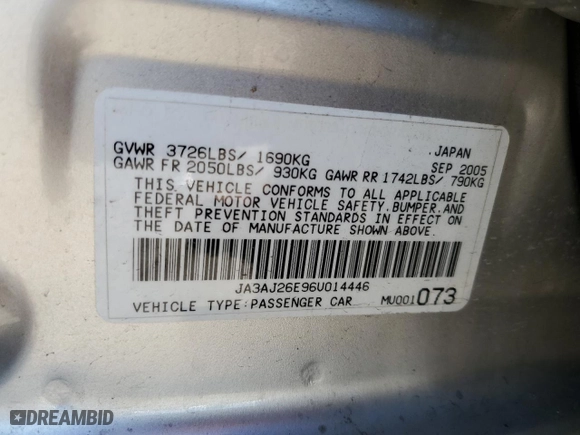 GVWR 3726LBS/ 1690KG JAPAN
GAWR FR 2050LBS/ 930KG GAWR RR 1742LBS/ 790KG SEP 2005
THIS VEHICLE CONFORMS TO ALL APPLICABLE
FEDERAL MOTOR VEHICLE SAFETY,BUMPER,AND
THEFT PREVENTION STANDARDS IN EFFECT ON
THE DATE OF MANUFACTURE SHOWN ABOVE.
JA3AJ26E96U014446
VEHICLE TYPE:PASSENGER CAR MU001073
DREAMBID